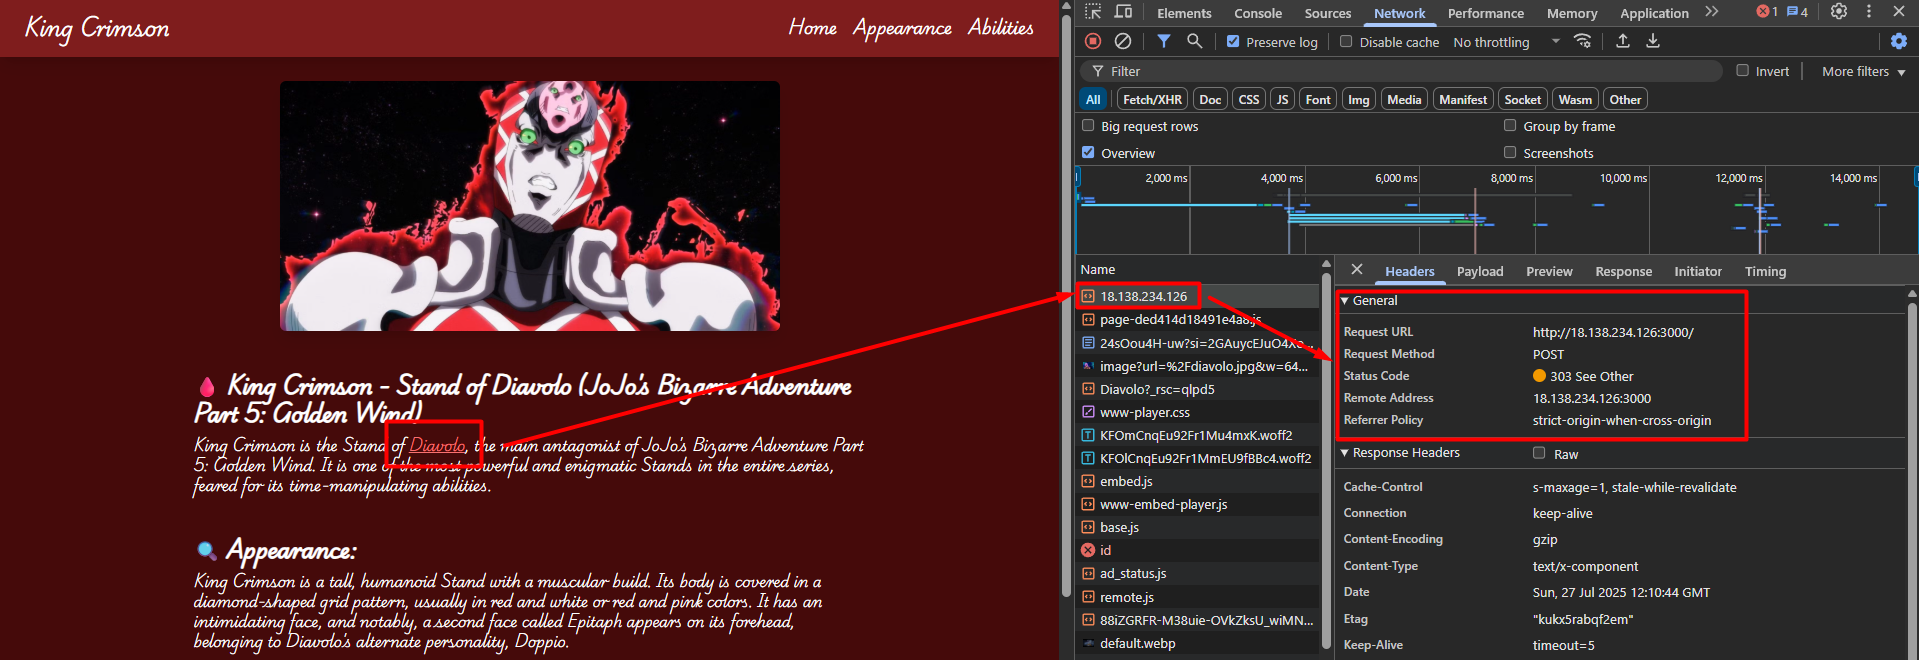 King Crimson
Home Appearance Abilities
🩸 King Crimson - Stand of Diavolo (JoJo's Bizarre Adventure
Part 5: Golden Wind)
King Crimson is the Stand of Diavolo, the main antagonist of JoJo's Bizarre Adventure Part
5: Golden Wind. It is one of the most powerful and enigmatic Stands in the entire series,
feared for its time-manipulating abilities.
🔍 Appearance:
King Crimson is a tall, humanoid Stand with a muscular build. Its body is covered in a
diamond-shaped grid pattern, usually in red and white or red and pink colors. It has an
intimidating face, and notably, a second face called Epitaph appears on its forehead,
belonging to Diavolo's alternate personality, Doppio.
Elements Console Sources Network Performance Memory Application 1 4
Preserve log Disable cache No throttling
Filter Invert More filters
All Fetch/XHR Doc CSS JS Font Img Media Manifest Socket Wasm Other
Big request rows Group by frame
Overview Screenshots
2,000 ms 4,000 ms 6,000 ms 8,000 ms 10,000 ms 12,000 ms 14,000 ms
Name
18.138.234.126
page-ded414d18491e4a8.js
24sOou4H-uw?si=2GAuycEJuO4Xo...
image?url=%2Fdiavolo.jpg&w=64...
Diavolo?_rsc=qlpd5
www-player.css
KFOmCnqEu92Fr1Mu4mxK.woff2
KFOlCnqEu92Fr1MmEU9fBBc4.woff2
embed.js
www-embed-player.js
base.js
id
ad_status.js
remote.js
88iZGRFR-M38uie-OVkZksU_wiMN...
default.webp
Headers Payload Preview Response Initiator Timing
General
Request URL http://18.138.234.126:3000/
Request Method POST
Status Code 303 See Other
Remote Address 18.138.234.126:3000
Referrer Policy strict-origin-when-cross-origin
Response Headers Raw
Cache-Control s-maxage=1, stale-while-revalidate
Connection keep-alive
Content-Encoding gzip
Content-Type text/x-component
Date Sun, 27 Jul 2025 12:10:44 GMT
Etag "kukx5rabqf2em"
Keep-Alive timeout=5